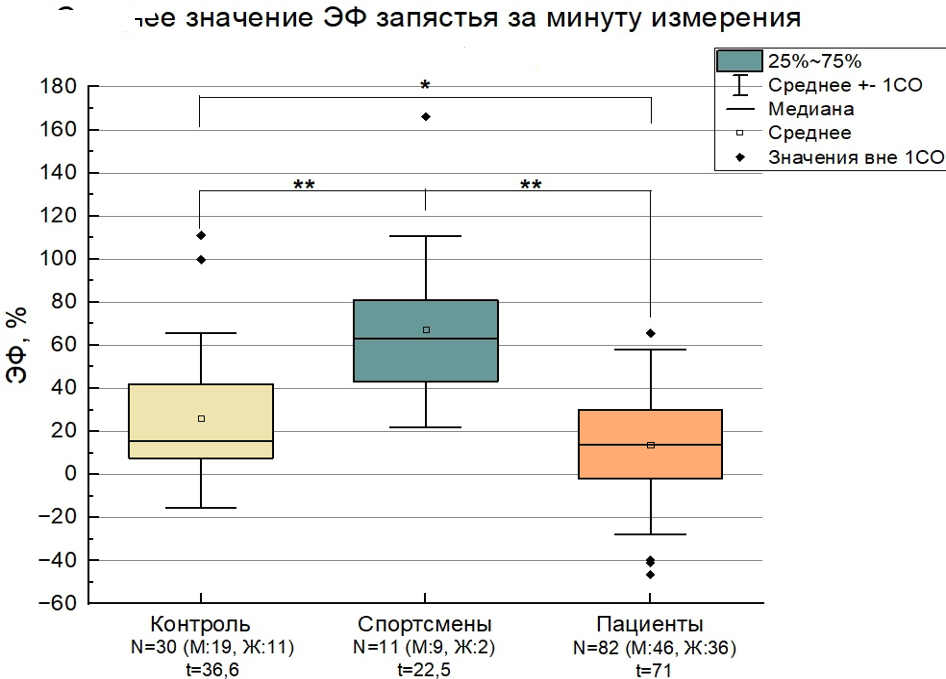 значение ЭФ запястья за минуту измерения
25%~75%
Среднее +- 1СО
Медиана
Среднее
Значения вне 1СО
*
**
**
ЭФ, %
180
160
140
120
100
80
60
40
20
0
−20
−40
−60
Контроль
N=30 (М:19, Ж:11)
t=36,6
Спортсмены
N=11 (М:9, Ж:2)
t=22,5
Пациенты
N=82 (М:46, Ж:36)
t=71